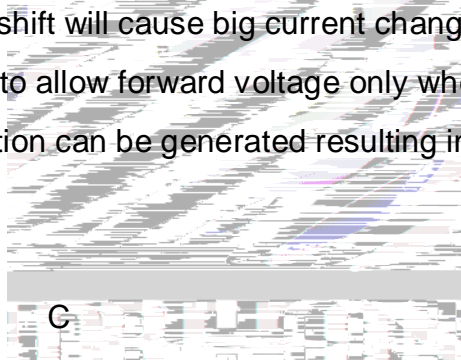 shift will cause big current chang
to allow forward voltage only wh
tion can be generated resulting i
C